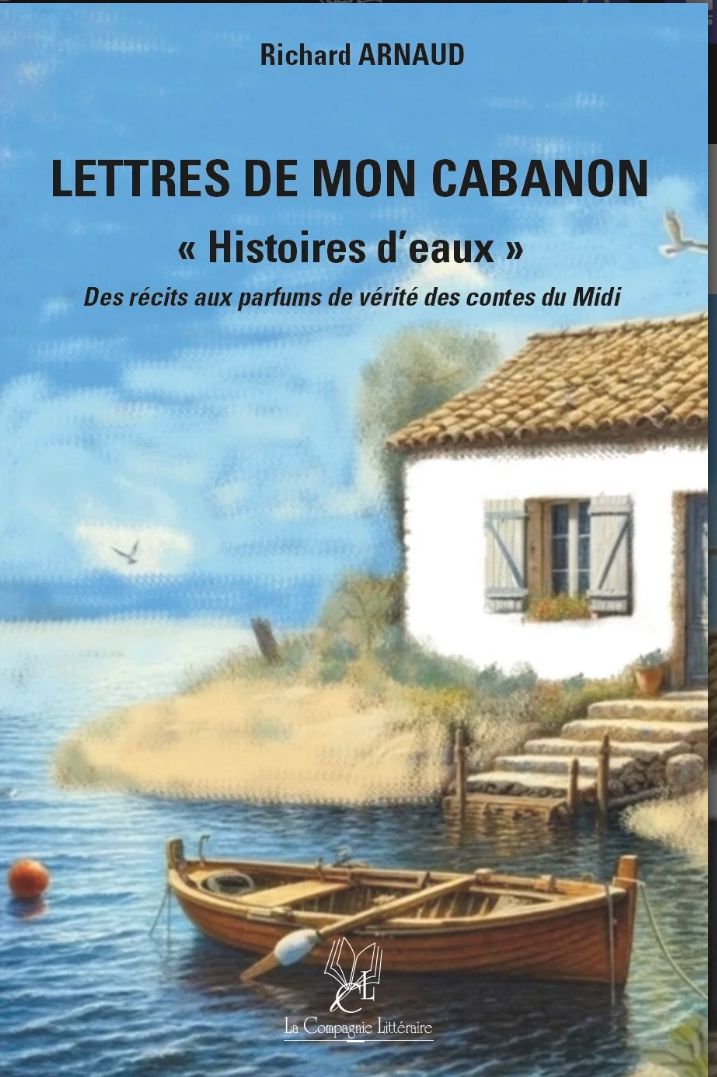 Richard ARNAUD
LETTRES DE MON CABANON
« Histoires d’eaux »
Des récits aux parfums de vérité des contes du Midi
CL
La Compagnie Littéraire